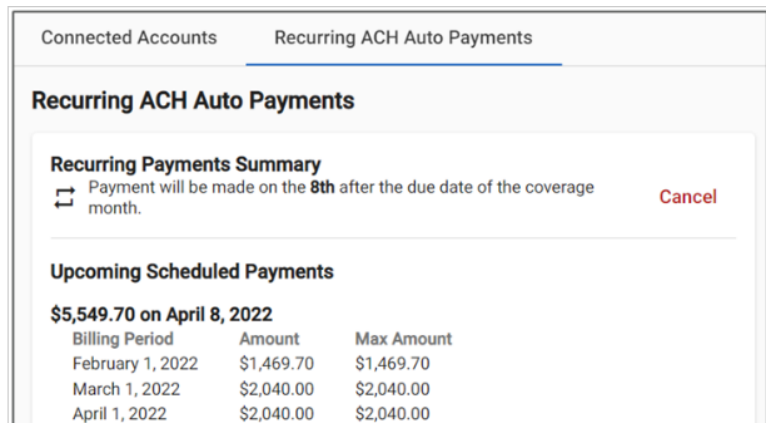 Connected Accounts Recurring ACH Auto Payments
Recurring ACH Auto Payments
Recurring Payments Summary
Payment will be made on the 8th after the due date of the coverage
month.
Cancel
Upcoming Scheduled Payments
$5,549.70 on April 8, 2022
Billing Period Amount Max Amount
February 1, 2022 $1,469.70 $1,469.70
March 1, 2022 $2,040.00 $2,040.00
April 1, 2022 $2,040.00 $2,040.00